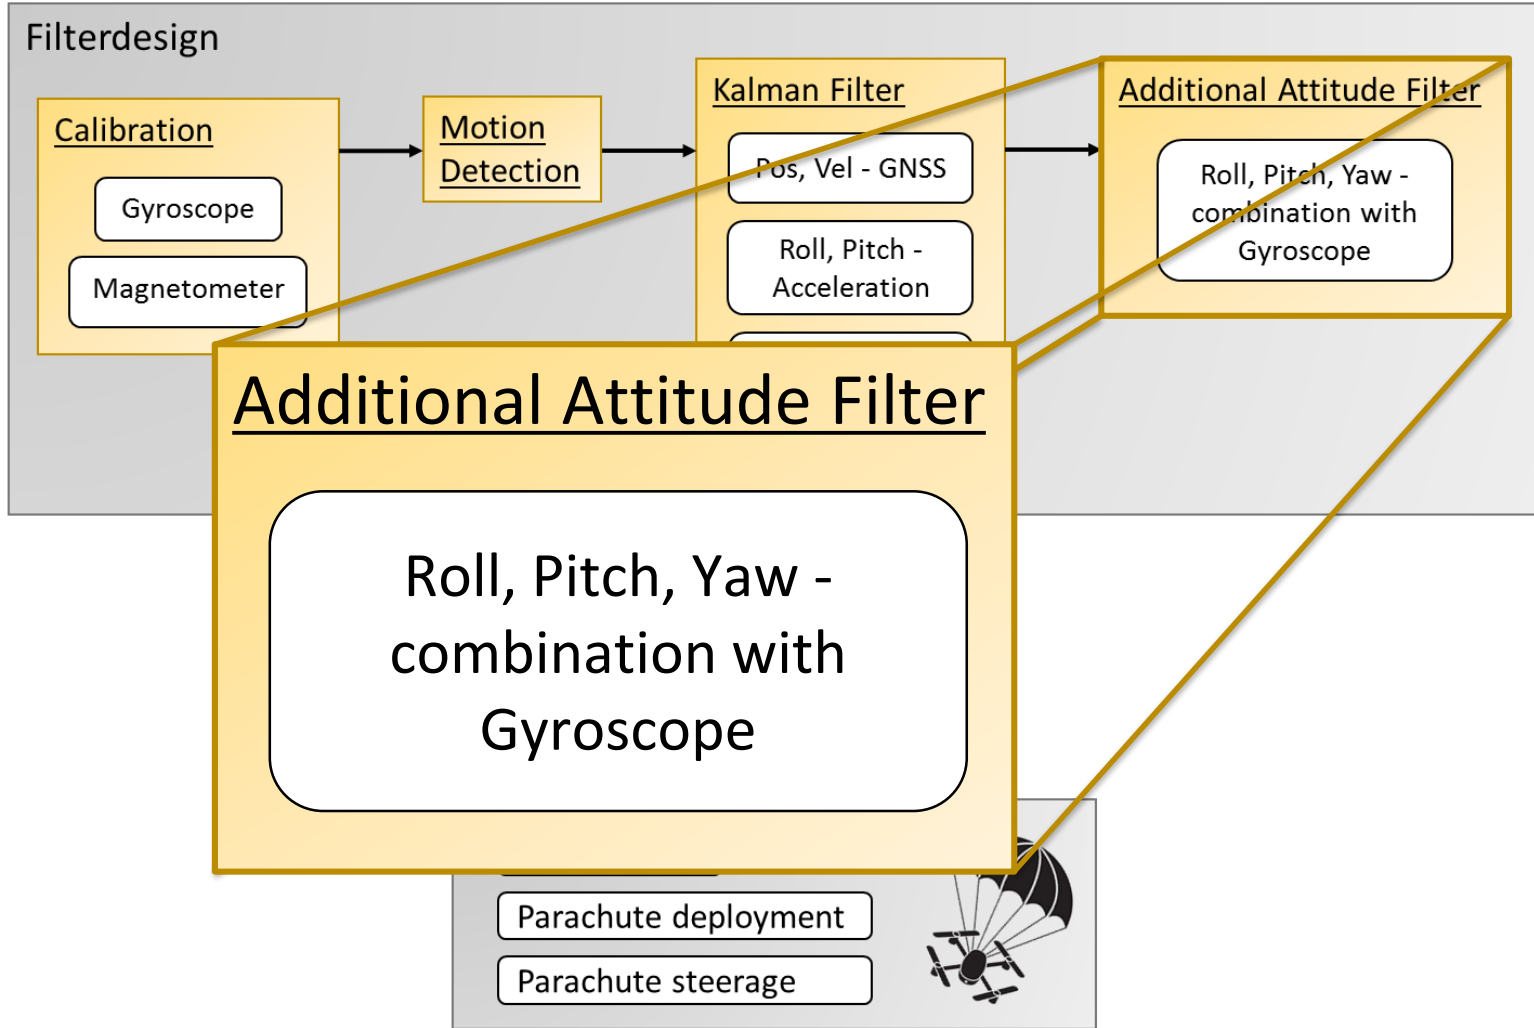 Filterdesign
Calibration
Gyroscope
Magnetometer
Motion
Detection
Kalman Filter
Pos, Vel - GNSS
Roll, Pitch -
Acceleration
Additional Attitude Filter
Roll, Pitch, Yaw -
combination with
Gyroscope
Additional Attitude Filter
Roll, Pitch, Yaw -
combination with
Gyroscope
Parachute deployment
Parachute steerage